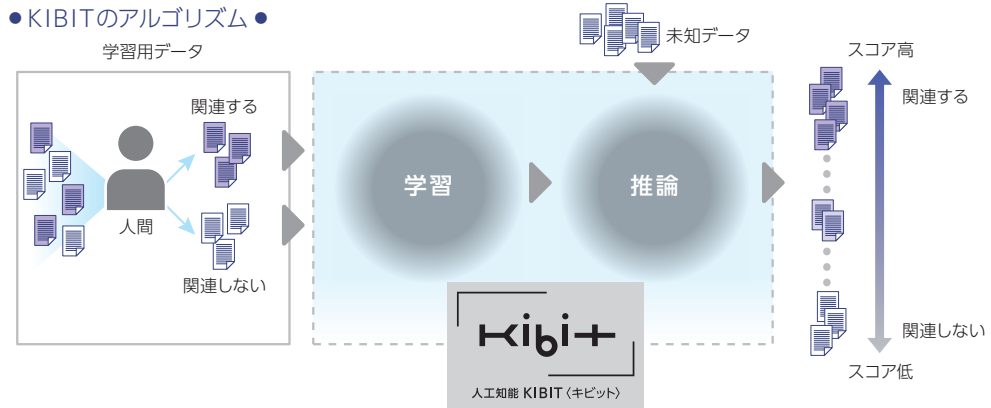 ●KIBITのアルゴリズム●
学習用データ
関連する
人間
関連しない
未知データ
学習
推論
kibit
人工知能 KIBIT〈キビット〉
スコア高
関連する
関連しない
スコア低